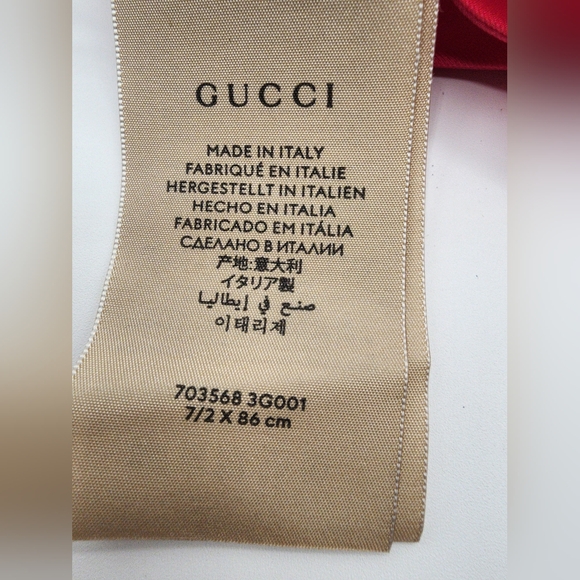 GUCCI
MADE IN ITALY
FABRIQUÉ EN ITALIE
HERGESTELLT IN ITALIEN
HECHO EN ITALIA
FABRICADO EM ITÁLIA
СДЕЛАНО В ИТАЛИИ
产地:意大利
イタリア製
صنع في إيطاليا
이태리제
703568 3G001
7/2 X 86 cm